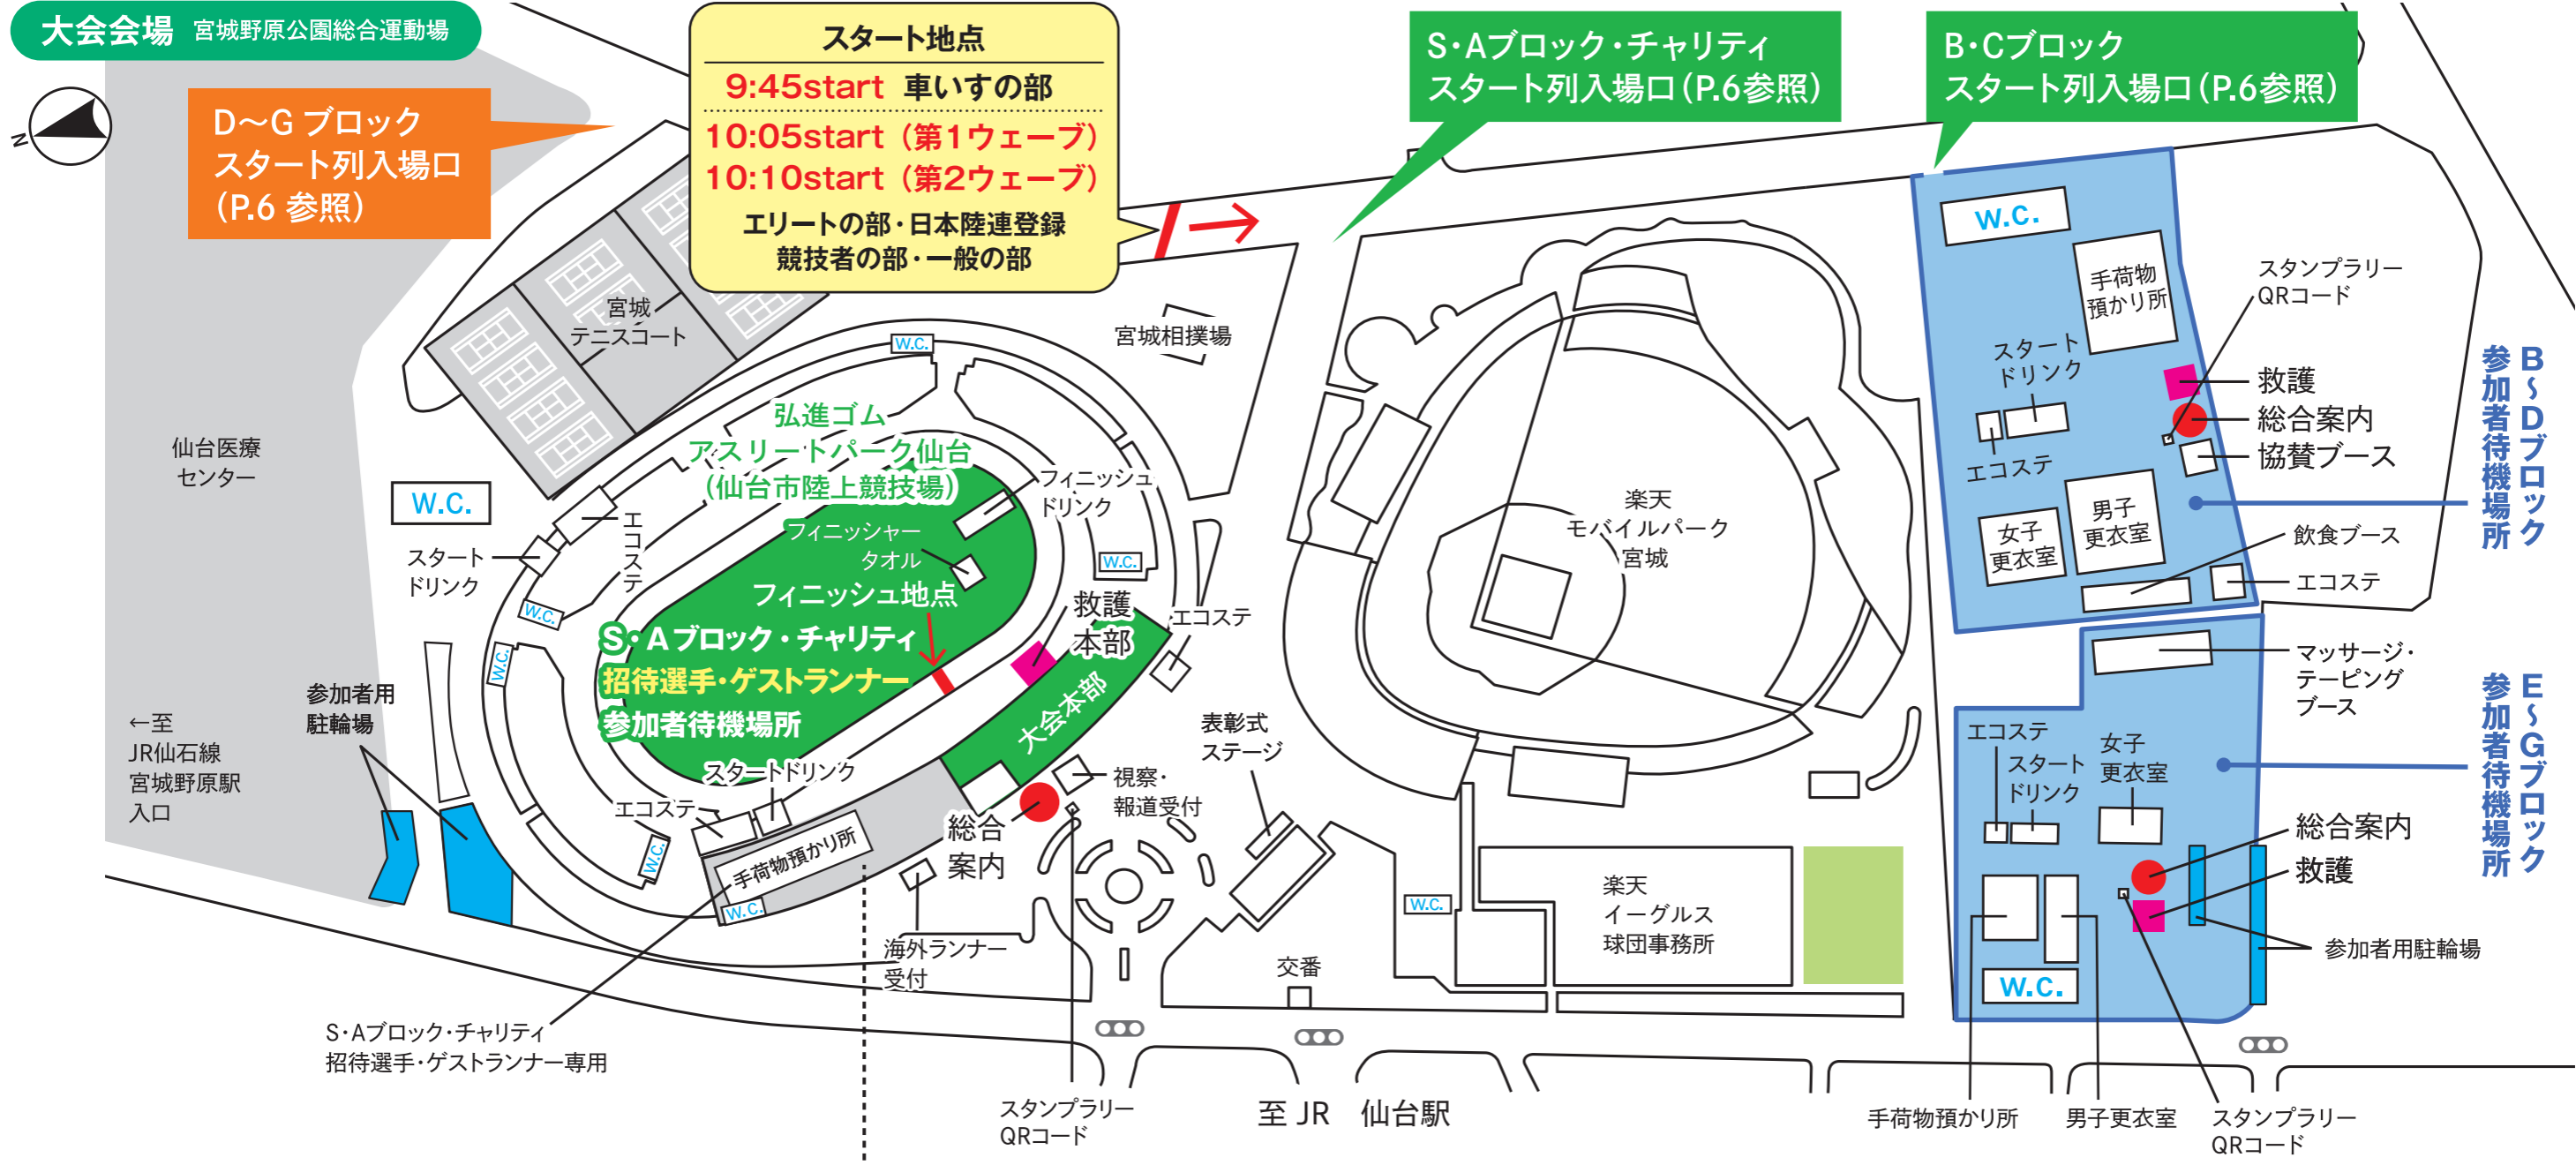 大会会場 宮城野原公園総合運動場
N
D～G ブロック
スタート列入場口
（P.6 参照）
スタート地点
9:45start 車いすの部
10:05start（第1ウェーブ）
10:10start（第2ウェーブ）
エリートの部・日本陸連登録
競技者の部・一般の部
S・Aブロック・チャリティ
スタート列入場口（P.6参照）
B・Cブロック
スタート列入場口（P.6参照）
仙台医療
センター
宮城
テニスコート
宮城相撲場
W.C.
弘進ゴム
アスリートパーク仙台
（仙台市陸上競技場）
フィニッシュ
ドリンク
フィニッシャー
タオル
フィニッシュ地点
S・Aブロック・チャリティ
招待選手・ゲストランナー
参加者待機場所
W.C.
エコステ
スタート
ドリンク
W.C.
W.C.
W.C.
救護
本部
エコステ
大会本部
参加者用
駐輪場
←至
JR仙石線
宮城野原駅
入口
スタートドリンク
エコステ
手荷物預かり所
W.C.
W.C.
総合
案内
視察・
報道受付
表彰式
ステージ
海外ランナー
受付
S・Aブロック・チャリティ
招待選手・ゲストランナー専用
スタンプラリー
QRコード
楽天
モバイルパーク
宮城
W.C.
楽天
イーグルス
球団事務所
交番
至 JR 仙台駅
W.C.
手荷物
預かり所
スタンプラリー
QRコード
スタート
ドリンク
エコステ
救護
総合案内
協賛ブース
女子
更衣室
男子
更衣室
飲食ブース
エコステ
B～Dブロック
参加者待機場所
マッサージ・
テーピング
ブース
エコステ
スタート
ドリンク
女子
更衣室
E～Gブロック
参加者待機場所
総合案内
救護
参加者用駐輪場
W.C.
手荷物預かり所
男子更衣室
スタンプラリー
QRコード